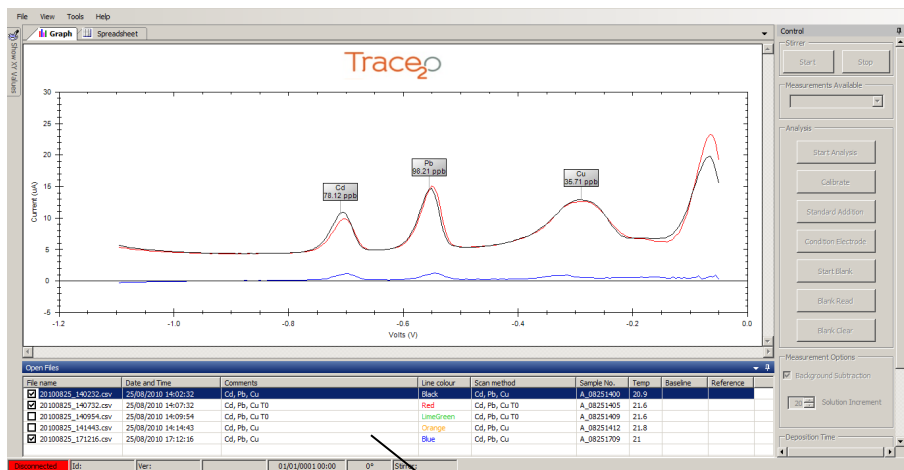 File View Tools Help
Graph Spreadsheet
Show XY Values
Trace2O
30
25
20
15
10
5
0
-5
Current (uA)
Cd
78.12 ppb
Pb
98.21 ppb
Cu
35.71 ppb
-1.2 -1.0 -0.8 -0.6 -0.4 -0.2 0.0
Volts (V)
Open Files
File name Date and Time Comments Line colour Scan method Sample No. Temp Baseline Reference
20100825_140232.csv 25/08/2010 14:02:32 Cd, Pb, Cu Black Cd, Pb, Cu A_08251400 20.9
20100825_140732.csv 25/08/2010 14:07:32 Cd, Pb, Cu T0 Red Cd, Pb, Cu T0 A_08251405 21.6
20100825_140954.csv 25/08/2010 14:09:54 Cd, Pb, Cu T0 LimeGreen Cd, Pb, Cu T0 A_08251409 21.6
20100825_141443.csv 25/08/2010 14:14:43 Cd, Pb, Cu Orange Cd, Pb, Cu A_08251412 21.8
20100825_171216.csv 25/08/2010 17:12:16 Cd, Pb, Cu Blue Cd, Pb, Cu A_08251709 21
Disconnected Id: Ver: 01/01/0001 00:00 0° Stirrer:
Control
Stirrer
Start Stop
Measurements Available
Analysis
Start Analysis
Calibrate
Standard Addition
Condition Electrode
Start Blank
Blank Read
Blank Clear
Measurement Options
Background Subtraction
20 Solution Increment
Deposition Time